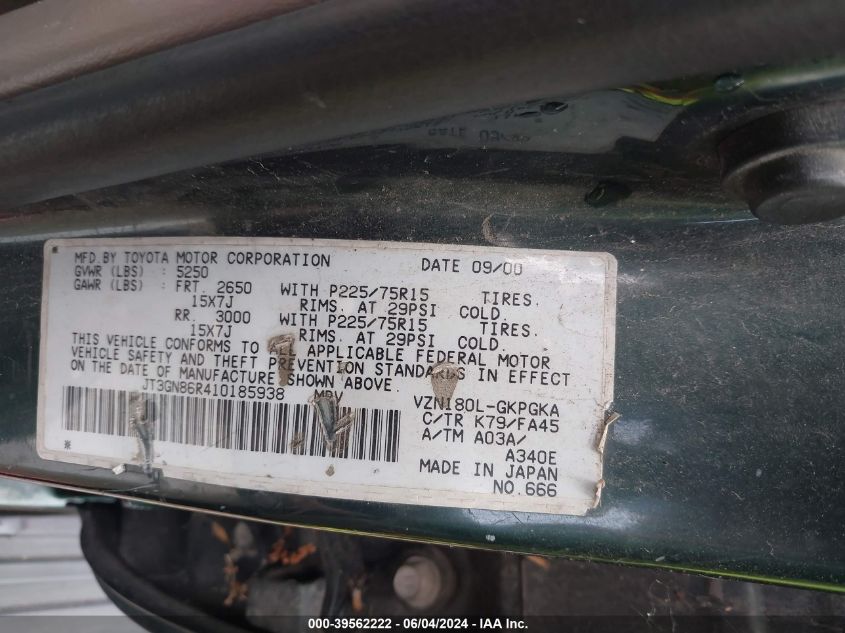 MFD.BY TOYOTA MOTOR CORPORATION DATE 09/00
GVWR (LBS) : 5250
GAWR (LBS) : FRT. 2650 WITH P225/75R15 TIRES.
15X7J RIMS. AT 29PSI COLD.
RR. 3000 WITH P225/75R15 TIRES.
15X7J RIMS. AT 29PSI COLD.
THIS VEHICLE CONFORMS TO ALL APPLICABLE FEDERAL MOTOR
VEHICLE SAFETY AND THEFT PREVENTION STANDARDS IN EFFECT
ON THE DATE OF MANUFACTURE SHOWN ABOVE.
JT3GN86R410185938 MPV
VZN180L-GKPGKA
C/TR K79/FA45
A/TM A03A/
A340E
MADE IN JAPAN
NO.666
000-39562222 - 06/04/2024 - IAA Inc.